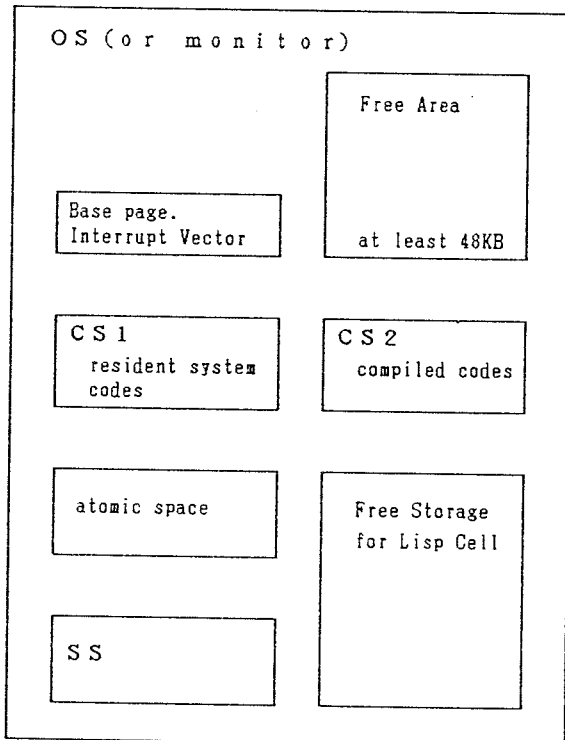 OS (or monitor)
Free Area
at least 48KB
Base page.
Interrupt Vector
CS1
resident system
codes
CS2
compiled codes
atomic space
Free Storage
for Lisp Cell
SS